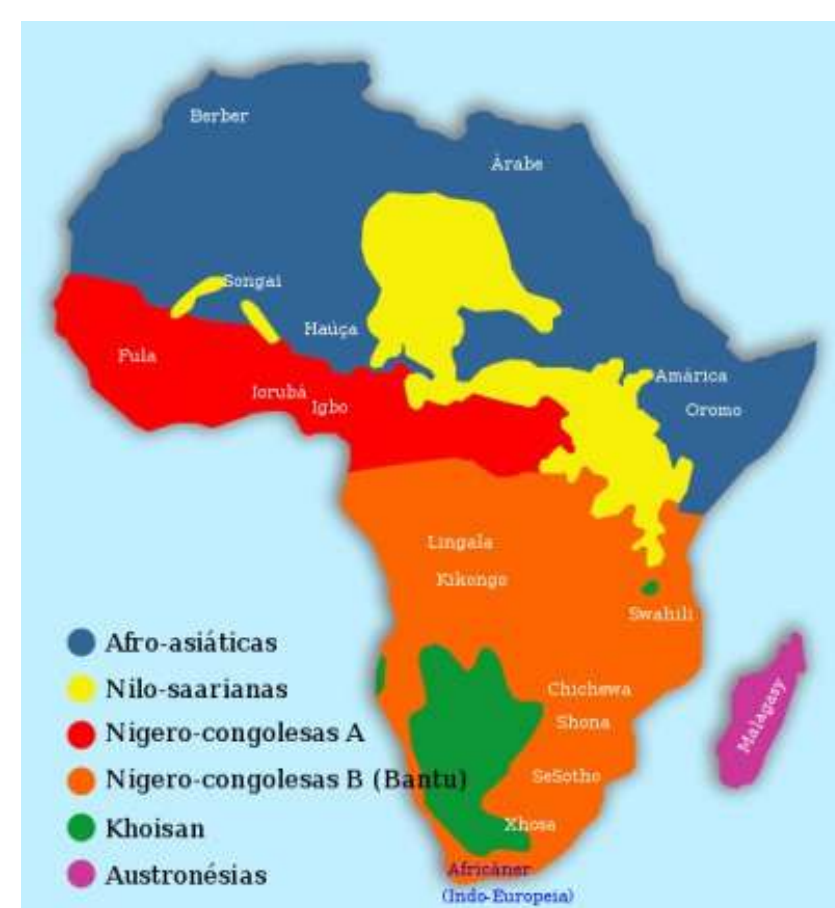 Berber
Árabe
Songai
Haúça
Fula
Iorubá
Igbo
Amárica
Oromo
Lingala
Kikongo
Swahili
Chichewa
Shona
SeSotho
Xhosa
Malagasy
Africâner
(Indo-Europeia)
Afro-asiáticas
Nilo-saarianas
Nigero-congolesas A
Nigero-congolesas B (Bantu)
Khoisan
Austronésias